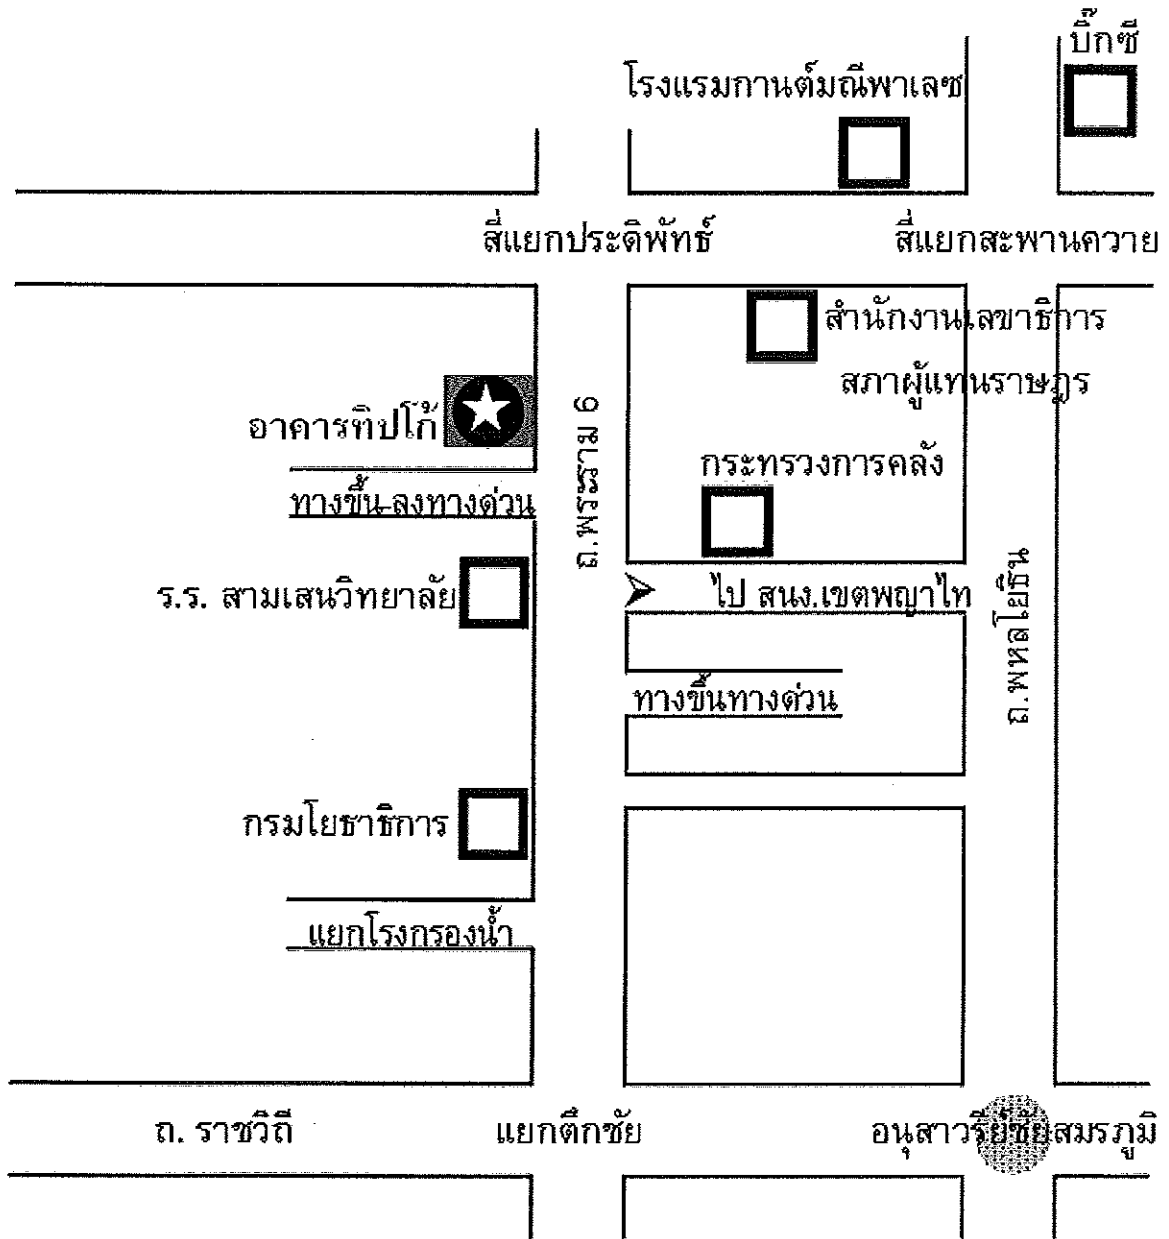 บิ๊กซี
โรงแรมกานต์มณีพาเลซ
สี่แยกประดิพัทธ์
สี่แยกสะพานควาย
สำนักงานเลขาธิการ
สภาผู้แทนราษฎร
อาคารทิปโก้
ถ.พระราม 6
กระทรวงการคลัง
ทางขึ้น-ลงทางด่วน
ร.ร. สามเสนวิทยาลัย
ไป สนง.เขตพญาไท
ถ.พหลโยธิน
ทางขึ้นทางด่วน
กรมโยธาธิการ
แยกโรงกรองน้ำ
ถ. ราชวิถี
แยกตึกชัย
อนุสาวรีย์ชัยสมรภูมิ